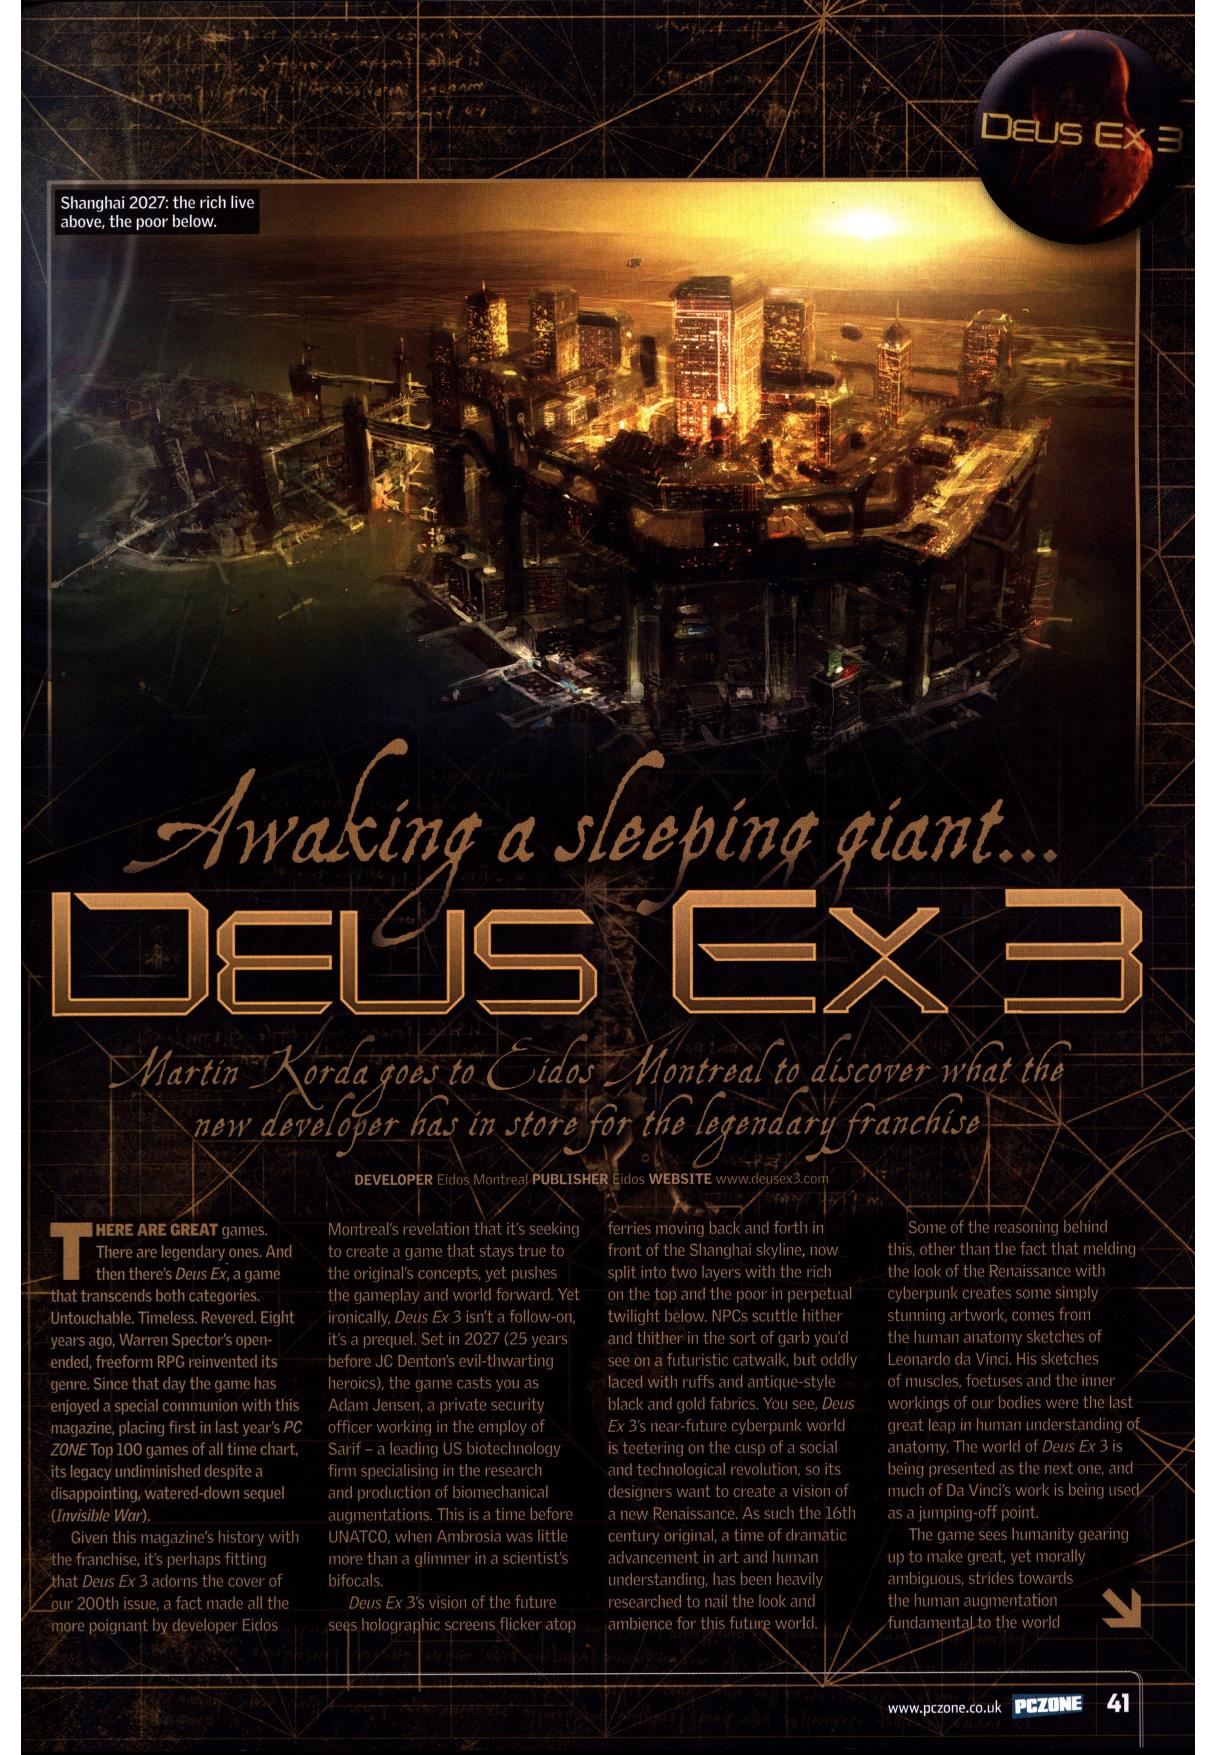 DEUS EX 3
Shanghai 2027: the rich live
above, the poor below.
Awaking a sleeping giant...
DEUS EX 3
Martin Korda goes to Eidos Montreal to discover what the
new developer has in store for the legendary franchise
DEVELOPER Eidos Montreal PUBLISHER Eidos WEBSITE www.deusex3.com
THERE ARE GREAT games.
There are legendary ones. And
then there's Deus Ex, a game
that transcends both categories.
Untouchable. Timeless. Revered. Eight
years ago, Warren Spector's open-
ended, freeform RPG reinvented its
genre. Since that day the game has
enjoyed a special communion with this
magazine, placing first in last year's PC
ZONE Top 100 games of all time chart,
its legacy undiminished despite a
disappointing, watered-down sequel
(Invisible War).
Given this magazine's history with
the franchise, it's perhaps fitting
that Deus Ex 3 adorns the cover of
our 200th issue, a fact made all the
more poignant by developer Eidos
Montreal's revelation that it's seeking
to create a game that stays true to
the original's concepts, yet pushes
the gameplay and world forward. Yet
ironically, Deus Ex 3 isn't a follow-on,
it's a prequel. Set in 2027 (25 years
before JC Denton's evil-thwarting
heroics), the game casts you as
Adam Jensen, a private security
officer working in the employ of
Sarif – a leading US biotechnology
firm specialising in the research
and production of biomechanical
augmentations. This is a time before
UNATCO, when Ambrosia was little
more than a glimmer in a scientist's
bifocals.
Deus Ex 3's vision of the future
sees holographic screens flicker atop
ferries moving back and forth in
front of the Shanghai skyline, now
split into two layers with the rich
on the top and the poor in perpetual
twilight below. NPCs scuttle hither
and thither in the sort of garb you'd
see on a futuristic catwalk, but oddly
laced with ruffs and antique-style
black and gold fabrics. You see, Deus
Ex 3's near-future cyberpunk world
is teetering on the cusp of a social
and technological revolution, so its
designers want to create a vision of
a new Renaissance. As such the 16th
century original, a time of dramatic
advancement in art and human
understanding, has been heavily
researched to nail the look and
ambience for this future world.
Some of the reasoning behind
this, other than the fact that melding
the look of the Renaissance with
cyberpunk creates some simply
stunning artwork, comes from
the human anatomy sketches of
Leonardo da Vinci. His sketches
of muscles, foetuses and the inner
workings of our bodies were the last
great leap in human understanding of
anatomy. The world of Deus Ex 3 is
being presented as the next one, and
much of Da Vinci's work is being used
as a jumping-off point.
The game sees humanity gearing
up to make great, yet morally
ambiguous, strides towards
the human augmentation
fundamental to the world
www.pczone.co.uk PCZONE 41